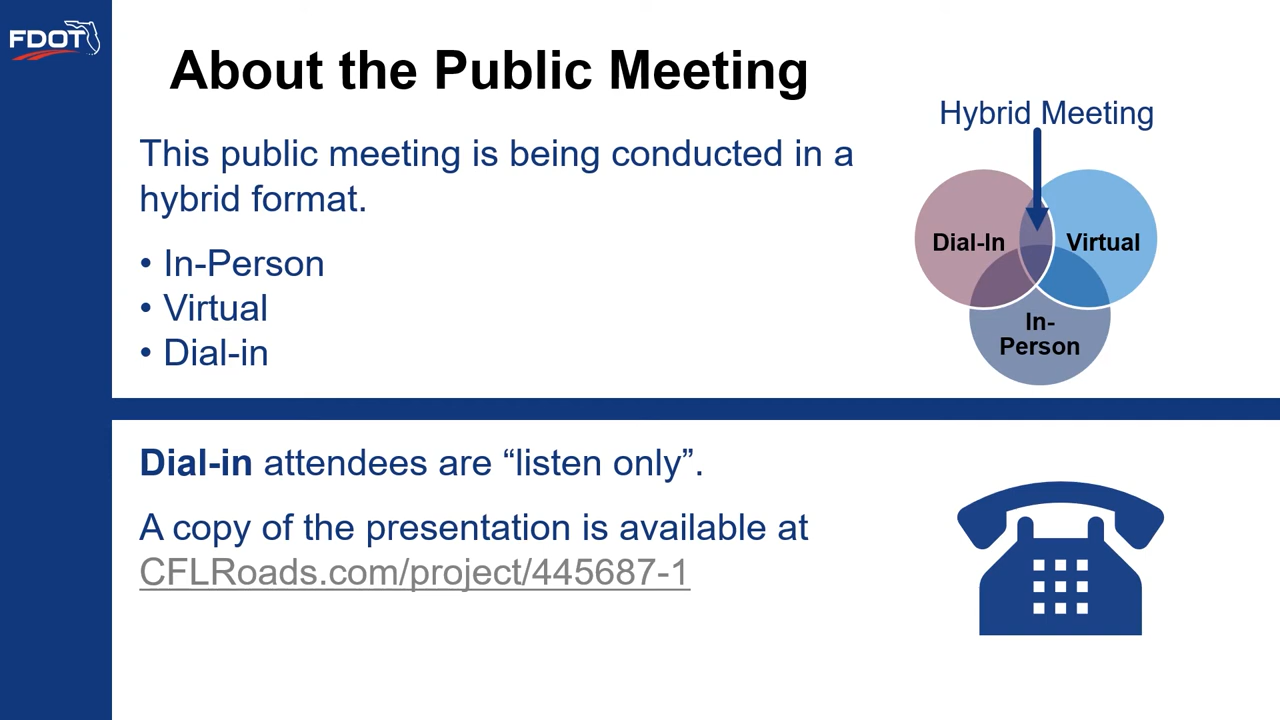 FDOT
About the Public Meeting
This public meeting is being conducted in a
hybrid format.
• In-Person
• Virtual
• Dial-in
Hybrid Meeting
Dial-In
Virtual
In-
Person
Dial-in attendees are “listen only”.
A copy of the presentation is available at
CFLRoads.com/project/445687-1